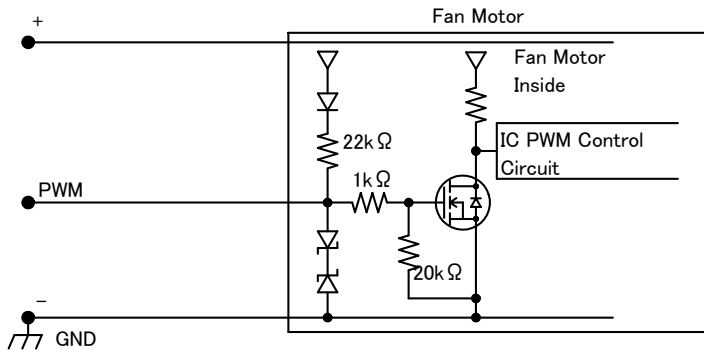 Fan Motor
+
Fan Motor
Inside
22kΩ
IC PWM Control
Circuit
1kΩ
PWM
20kΩ
−
GND